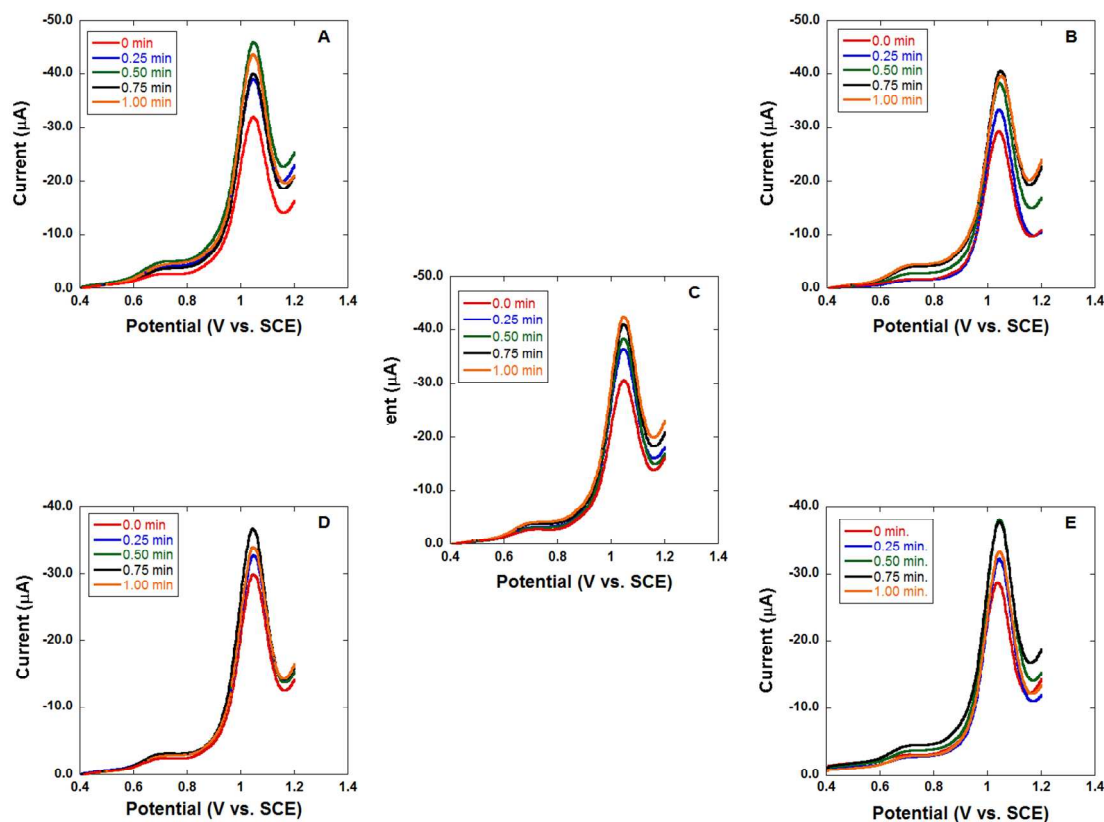 A
0 min
0.25 min
0.50 min
0.75 min
1.00 min
-50.0
-40.0
-30.0
-20.0
-10.0
0.0
0.4 0.6 0.8 1 1.2 1.4
Current (µA)
Potential (V vs. SCE)
B
0.0 min
0.25 min
0.50 min
0.75 min
1.00 min
-50.0
-40.0
-30.0
-20.0
-10.0
0.0
0.4 0.6 0.8 1 1.2 1.4
Current (µA)
Potential (V vs. SCE)
C
0.0 min
0.25 min
0.50 min
0.75 min
1.00 min
-50.0
-40.0
-30.0
-20.0
-10.0
0.0
0.4 0.6 0.8 1 1.2 1.4
ent (µA)
Potential (V vs. SCE)
D
0.0 min
0.25 min
0.50 min
0.75 min
1.00 min
-40.0
-30.0
-20.0
-10.0
0.0
0.4 0.6 0.8 1 1.2 1.4
Current (µA)
Potential (V vs. SCE)
E
0 min.
0.25 min.
0.50 min.
0.75 min.
1.00 min.
-40.0
-30.0
-20.0
-10.0
0.0
0.4 0.6 0.8 1 1.2 1.4
Current (µA)
Potential (V vs. SCE)